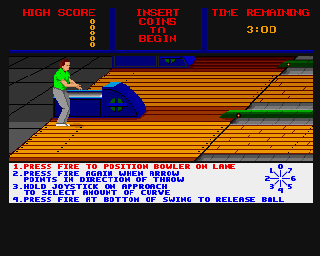 HIGH SCORE
0
0
0
0
INSERT
COINS
TO
BEGIN
TIME REMAINING
3:00
1.PRESS FIRE TO POSITION BOWLER ON LANE
2.PRESS FIRE AGAIN WHEN ARROW
POINTS IN DIRECTION OF THROW
3.HOLD JOYSTICK ON APPROACH
TO SELECT AMOUNT OF CURVE
4.PRESS FIRE AT BOTTOM OF SWING TO RELEASE BALL
0
1 7
2 6
3 5
4